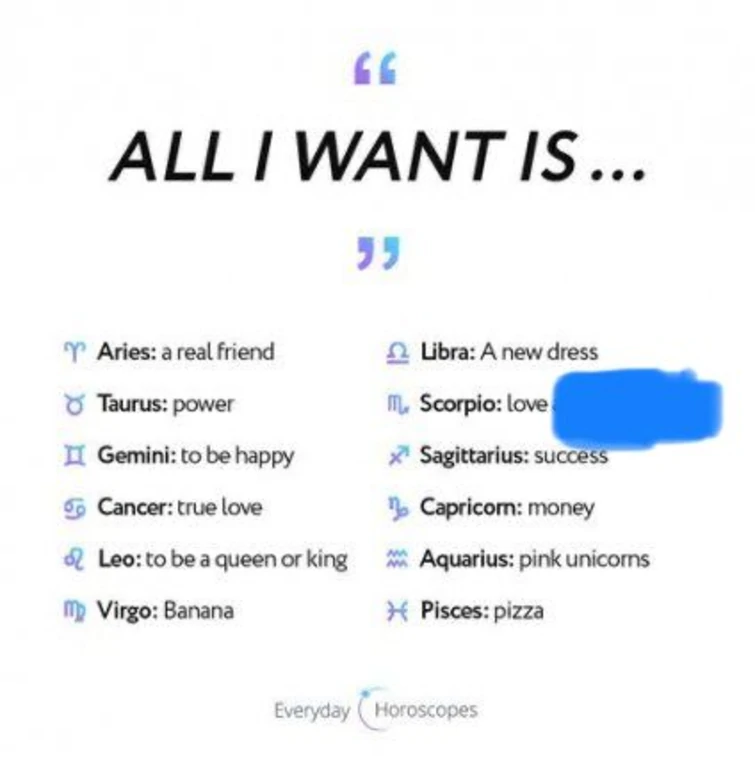 “
ALL I WANT IS...
”
Aries: a real friend
Taurus: power
Gemini: to be happy
Cancer: true love
Leo: to be a queen or king
Virgo: Banana
Libra: A new dress
Scorpio: love
Sagittarius: success
Capricorn: money
Aquarius: pink unicorns
Pisces: pizza
Everyday Horoscopes